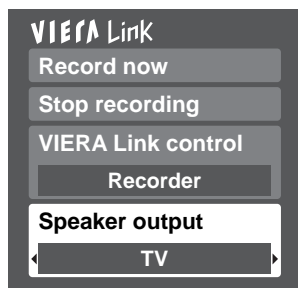 VIERA Link
Record now
Stop recording
VIERA Link control
Recorder
Speaker output
TV